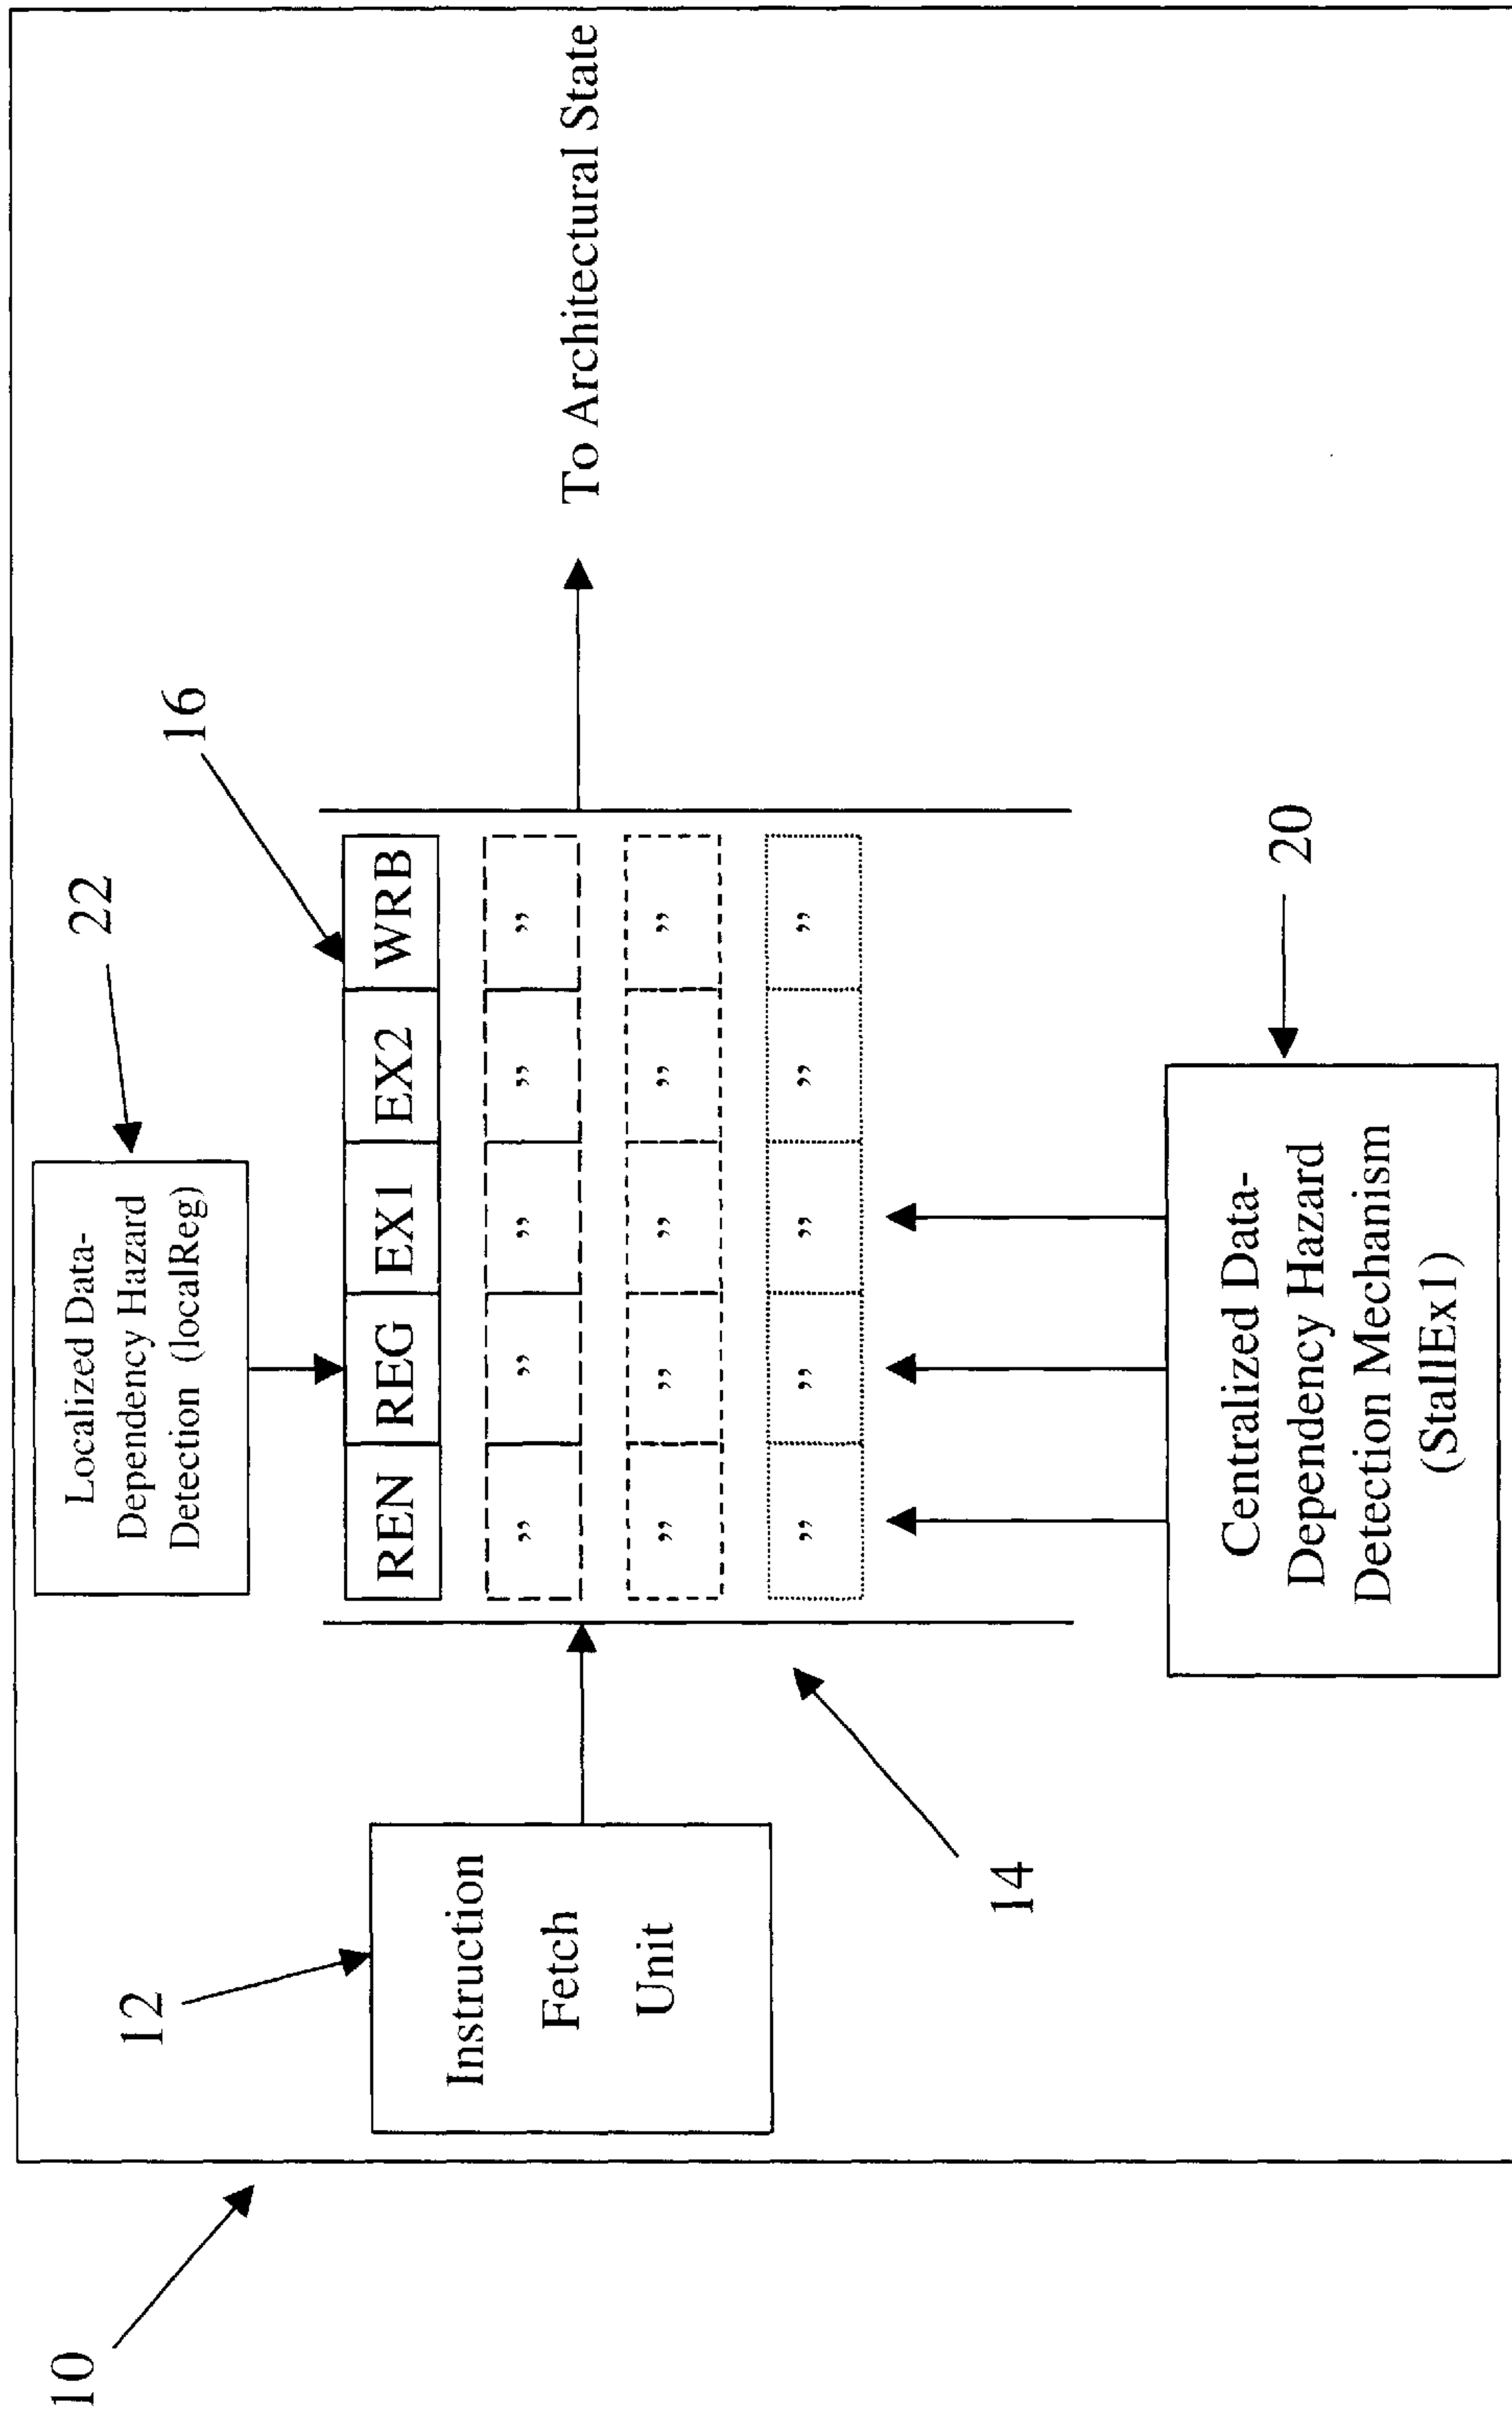 10
12
Instruction
Fetch
Unit
14
22
Localized Data-
Dependency Hazard
Detection (localReg)
16
REN REG EX1 EX2 WRB
” ” ” ” ”
” ” ” ” ”
” ” ” ” ”
To Architectural State
20
Centralized Data-
Dependency Hazard
Detection Mechanism
(StallEx1)